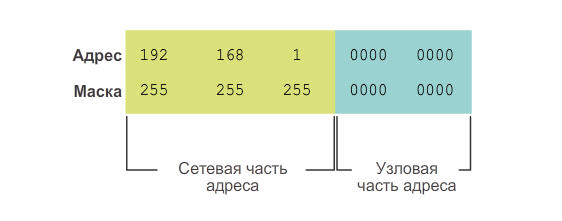 Адрес 192 168 1 0000 0000
Маска 255 255 255 0000 0000
Сетевая часть адреса
Узловая часть адреса